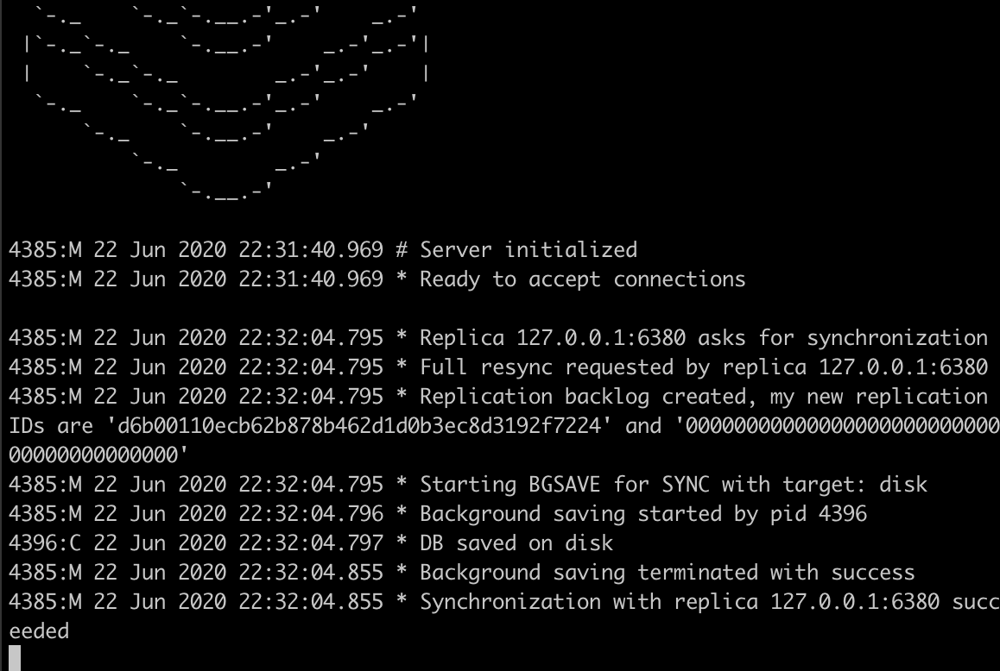 4385:M 22 Jun 2020 22:31:40.969 # Server initialized
4385:M 22 Jun 2020 22:31:40.969 * Ready to accept connections
4385:M 22 Jun 2020 22:32:04.795 * Replica 127.0.0.1:6380 asks for synchronization
4385:M 22 Jun 2020 22:32:04.795 * Full resync requested by replica 127.0.0.1:6380
4385:M 22 Jun 2020 22:32:04.795 * Replication backlog created, my new replication
IDs are 'd6b00110ecb62b878b462d1d0b3ec8d3192f7224' and '00000000000000000000000000
00000000000000'
4385:M 22 Jun 2020 22:32:04.795 * Starting BGSAVE for SYNC with target: disk
4385:M 22 Jun 2020 22:32:04.796 * Background saving started by pid 4396
4396:C 22 Jun 2020 22:32:04.797 * DB saved on disk
4385:M 22 Jun 2020 22:32:04.855 * Background saving terminated with success
4385:M 22 Jun 2020 22:32:04.855 * Synchronization with replica 127.0.0.1:6380 succ
eeded